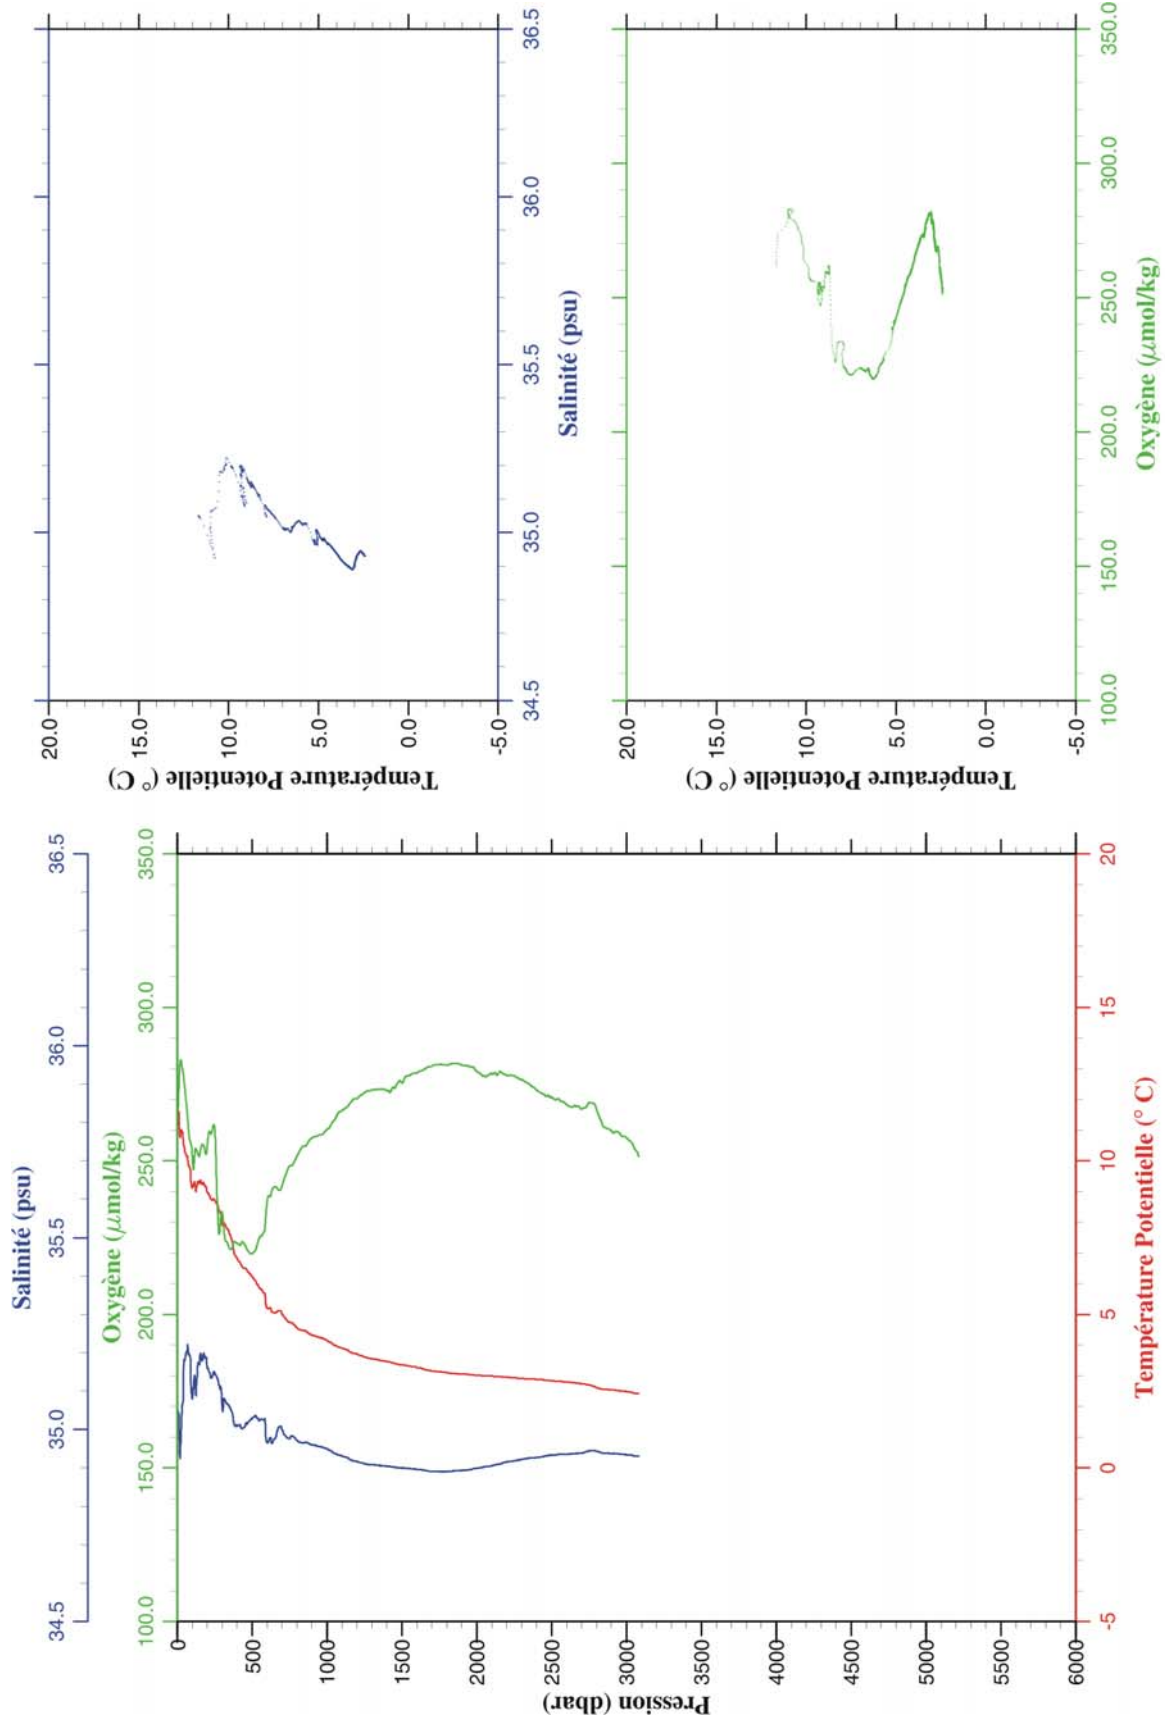 Salinité (psu)
34.5 35.0 35.5 36.0 36.5
Oxygène (µmol/kg)
100.0 150.0 200.0 250.0 300.0 350.0
Pression (dbar)
0
500
1000
1500
2000
2500
3000
3500
4000
4500
5000
5500
6000
-5 0 5 10 15 20
Température Potentielle (° C)
Température Potentielle (° C)
20.0
15.0
10.0
5.0
0.0
-5.0
34.5 35.0 35.5 36.0 36.5
Salinité (psu)
Température Potentielle (° C)
20.0
15.0
10.0
5.0
0.0
-5.0
100.0 150.0 200.0 250.0 300.0 350.0
Oxygène (µmol/kg)